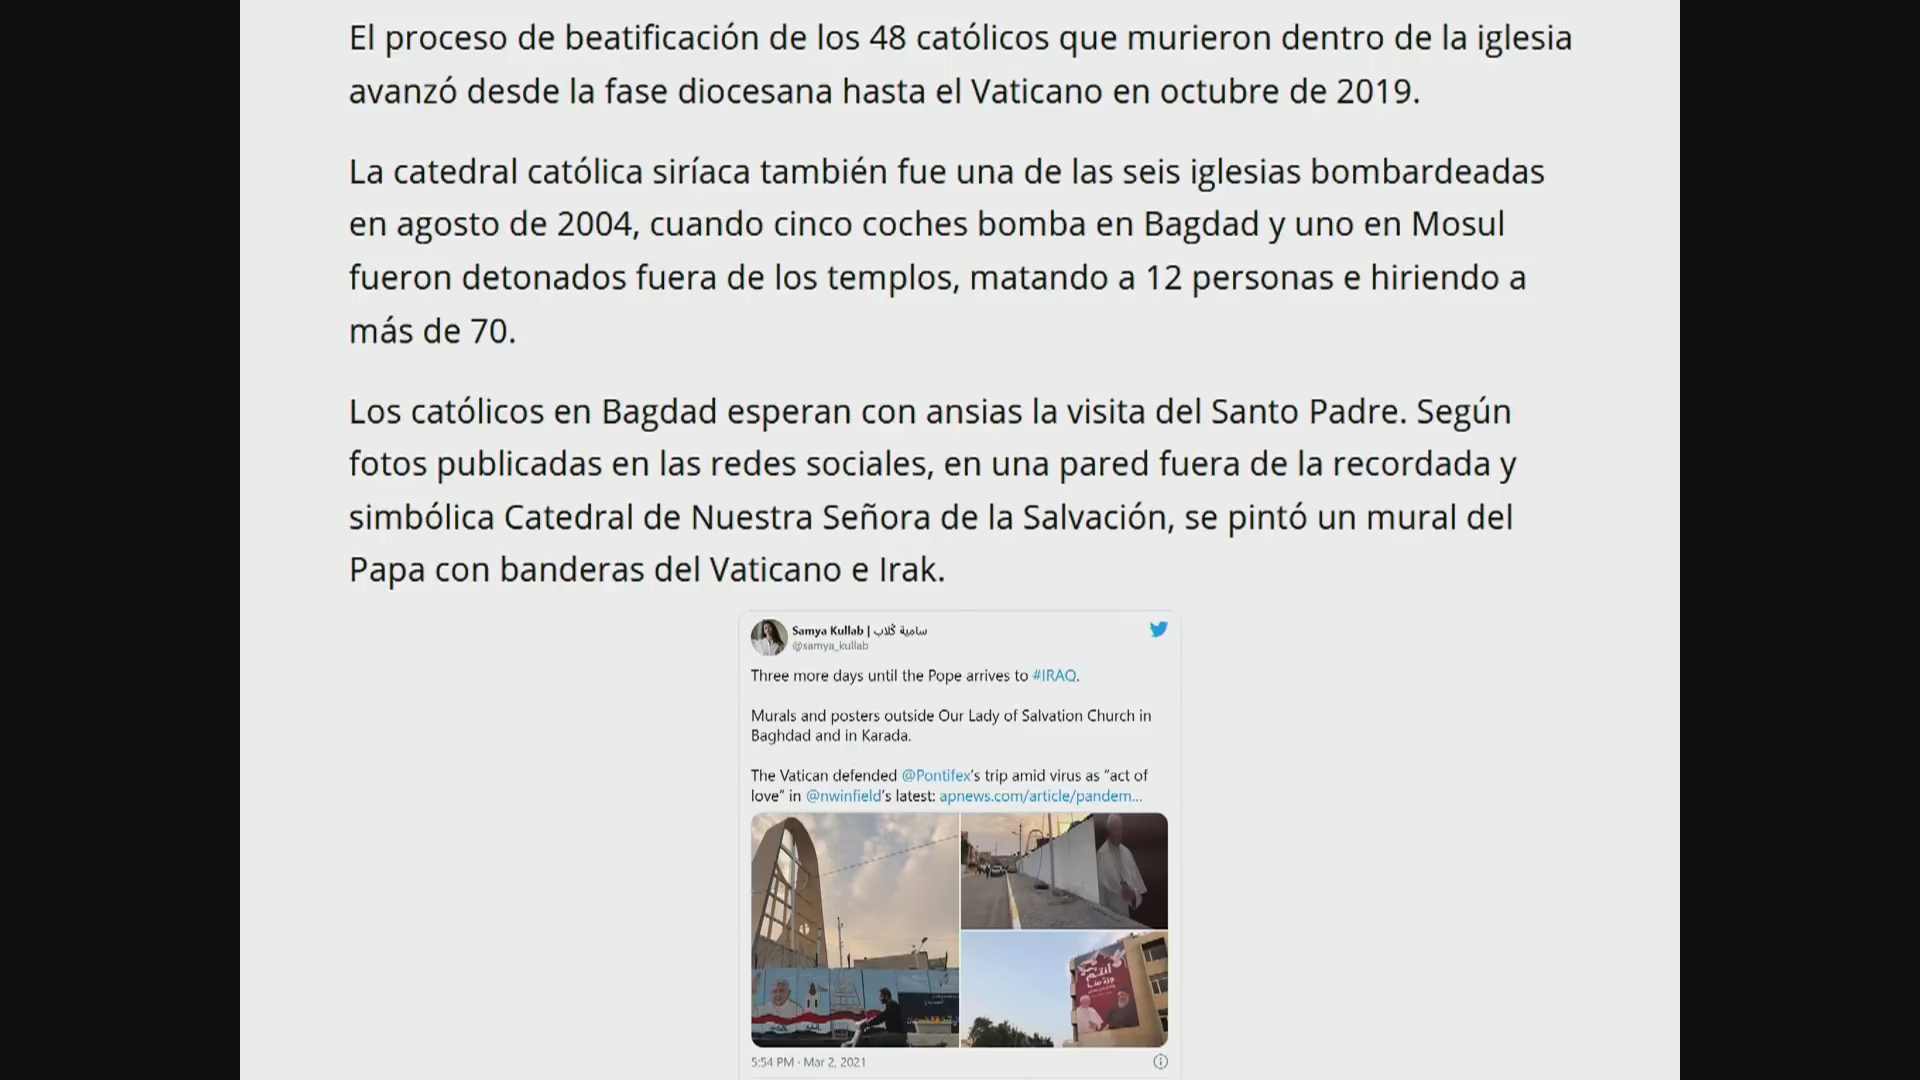 El proceso de beatificación de los 48 católicos que murieron dentro de la iglesia
avanzó desde la fase diocesana hasta el Vaticano en octubre de 2019.
La catedral católica siríaca también fue una de las seis iglesias bombardeadas
en agosto de 2004, cuando cinco coches bomba en Bagdad y uno en Mosul
fueron detonados fuera de los templos, matando a 12 personas e hiriendo a
más de 70.
Los católicos en Bagdad esperan con ansias la visita del Santo Padre. Según
fotos publicadas en las redes sociales, en una pared fuera de la recordada y
simbólica Catedral de Nuestra Señora de la Salvación, se pintó un mural del
Papa con banderas del Vaticano e Irak.
Samya Kullab | سامية كُلاب
@samya_kullab
Three more days until the Pope arrives to #IRAQ.
Murals and posters outside Our Lady of Salvation Church in
Baghdad and in Karada.
The Vatican defended @Pontifex’s trip amid virus as “act of
love” in @nwinfield’s latest: apnews.com/article/pandem…
5:54 PM · Mar 2, 2021